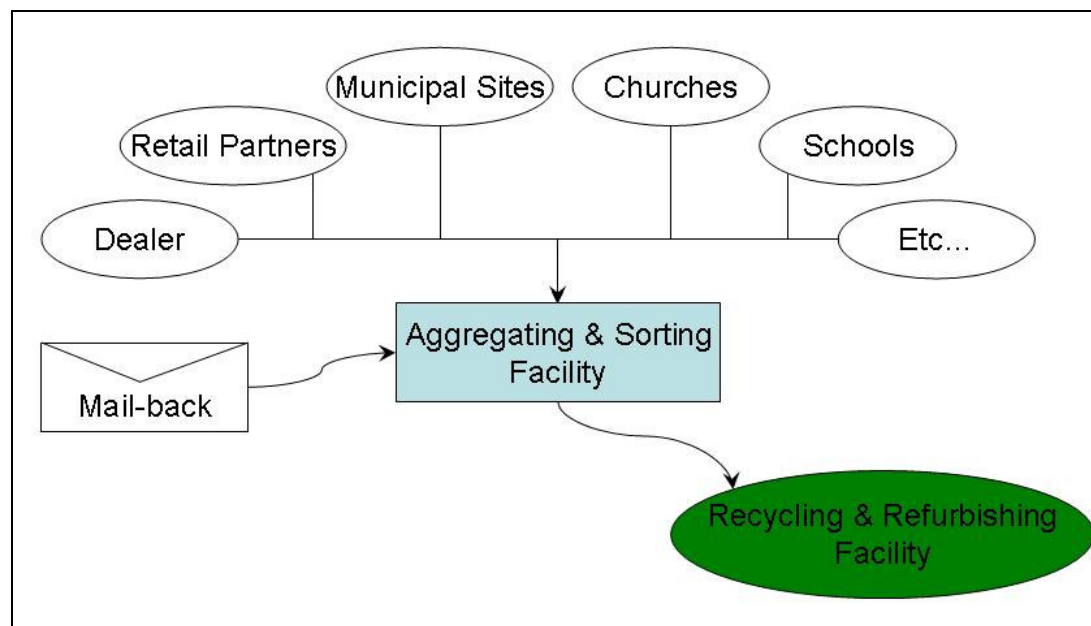 Municipal Sites
Churches
Retail Partners
Schools
Dealer
Etc...
Aggregating & Sorting
Facility
Mail-back
Recycling & Refurbishing
Facility